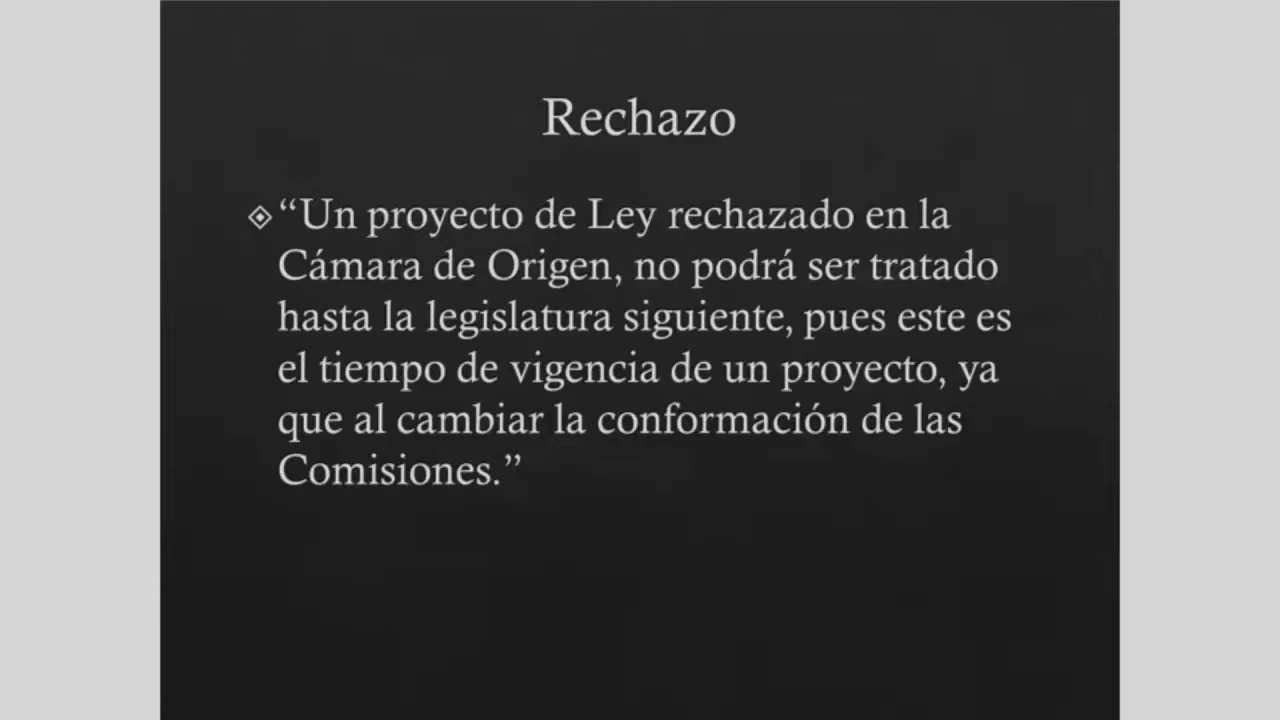 Rechazo
“Un proyecto de Ley rechazado en la
Cámara de Origen, no podrá ser tratado
hasta la legislatura siguiente, pues este es
el tiempo de vigencia de un proyecto, ya
que al cambiar la conformación de las
Comisiones.”